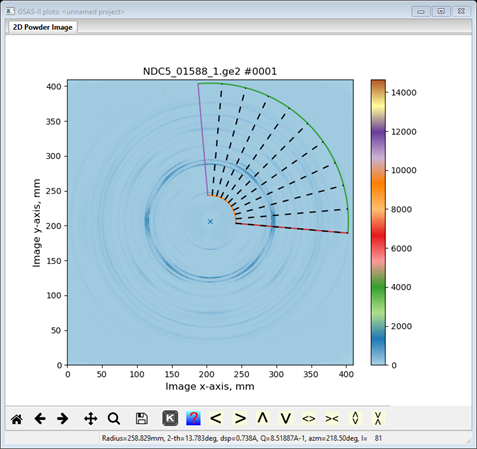 GSAS-II plots: <unnamed project>
2D Powder Image
NDC5_01588_1.ge2 #0001
400
350
300
250
200
150
100
50
0
Image y-axis, mm
0 50 100 150 200 250 300 350 400
Image x-axis, mm
14000
12000
10000
8000
6000
4000
2000
0
K ? < > Λ V <> >< 
Radius=258.829mm, 2-th=13.783deg, dsp=0.738A, Q=8.51887A-1, azm=218.50deg, I= 81